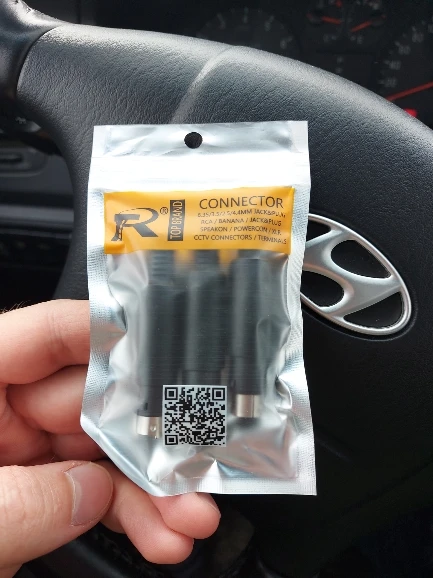 R®
TOPBRAND
CONNECTOR
6.35/3.5/2.5/4.4MM JACK&PLUG
RCA / BANANA / JACK&PLUG
SPEAKON / POWERCON / XLR
CCTV CONNECTORS / TERMINALS